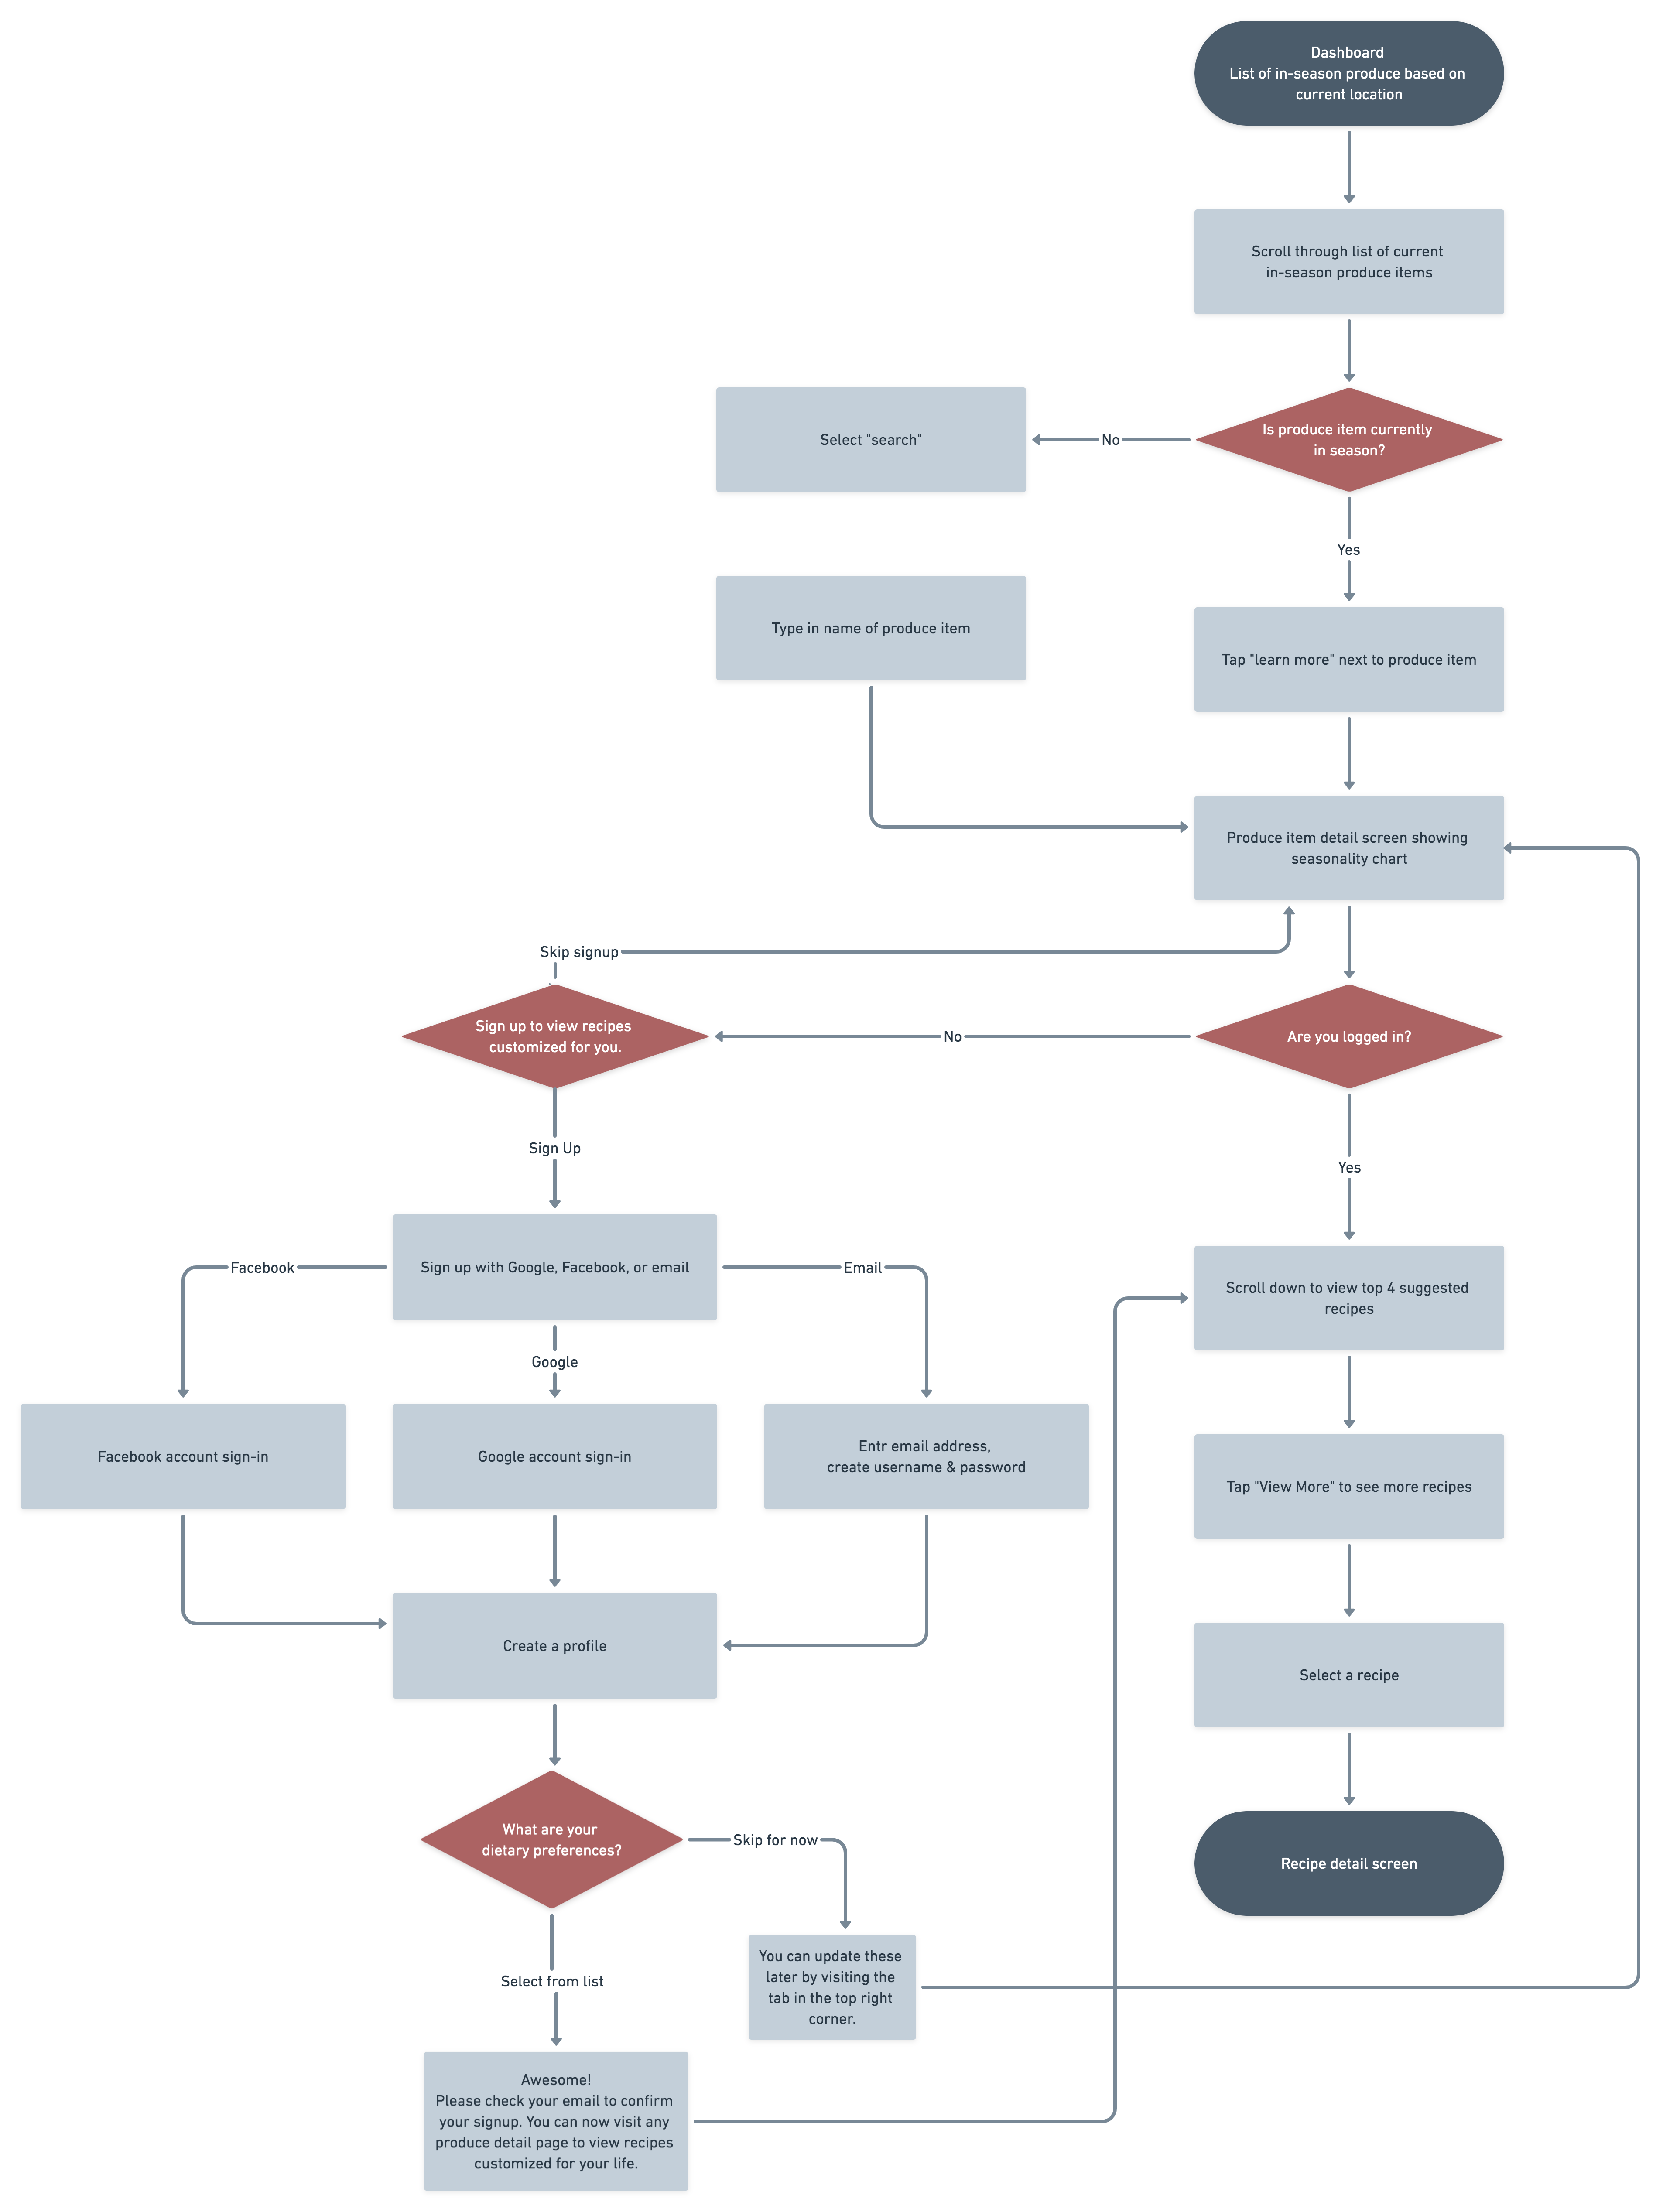 Dashboard
List of in-season produce based on
current location
Scroll through list of current
in-season produce items
Is produce item currently
in season?
No
Select "search"
Yes
Type in name of produce item
Tap "learn more" next to produce item
Produce item detail screen showing
seasonality chart
Skip signup
Sign up to view recipes
customized for you.
No
Are you logged in?
Sign Up
Yes
Facebook
Sign up with Google, Facebook, or email
Email
Scroll down to view top 4 suggested
recipes
Google
Facebook account sign-in
Google account sign-in
Entr email address,
create username & password
Tap "View More" to see more recipes
Create a profile
Select a recipe
What are your
dietary preferences?
Skip for now
Recipe detail screen
Select from list
You can update these
later by visiting the
tab in the top right
corner.
Awesome!
Please check your email to confirm
your signup. You can now visit any
produce detail page to view recipes
customized for your life.